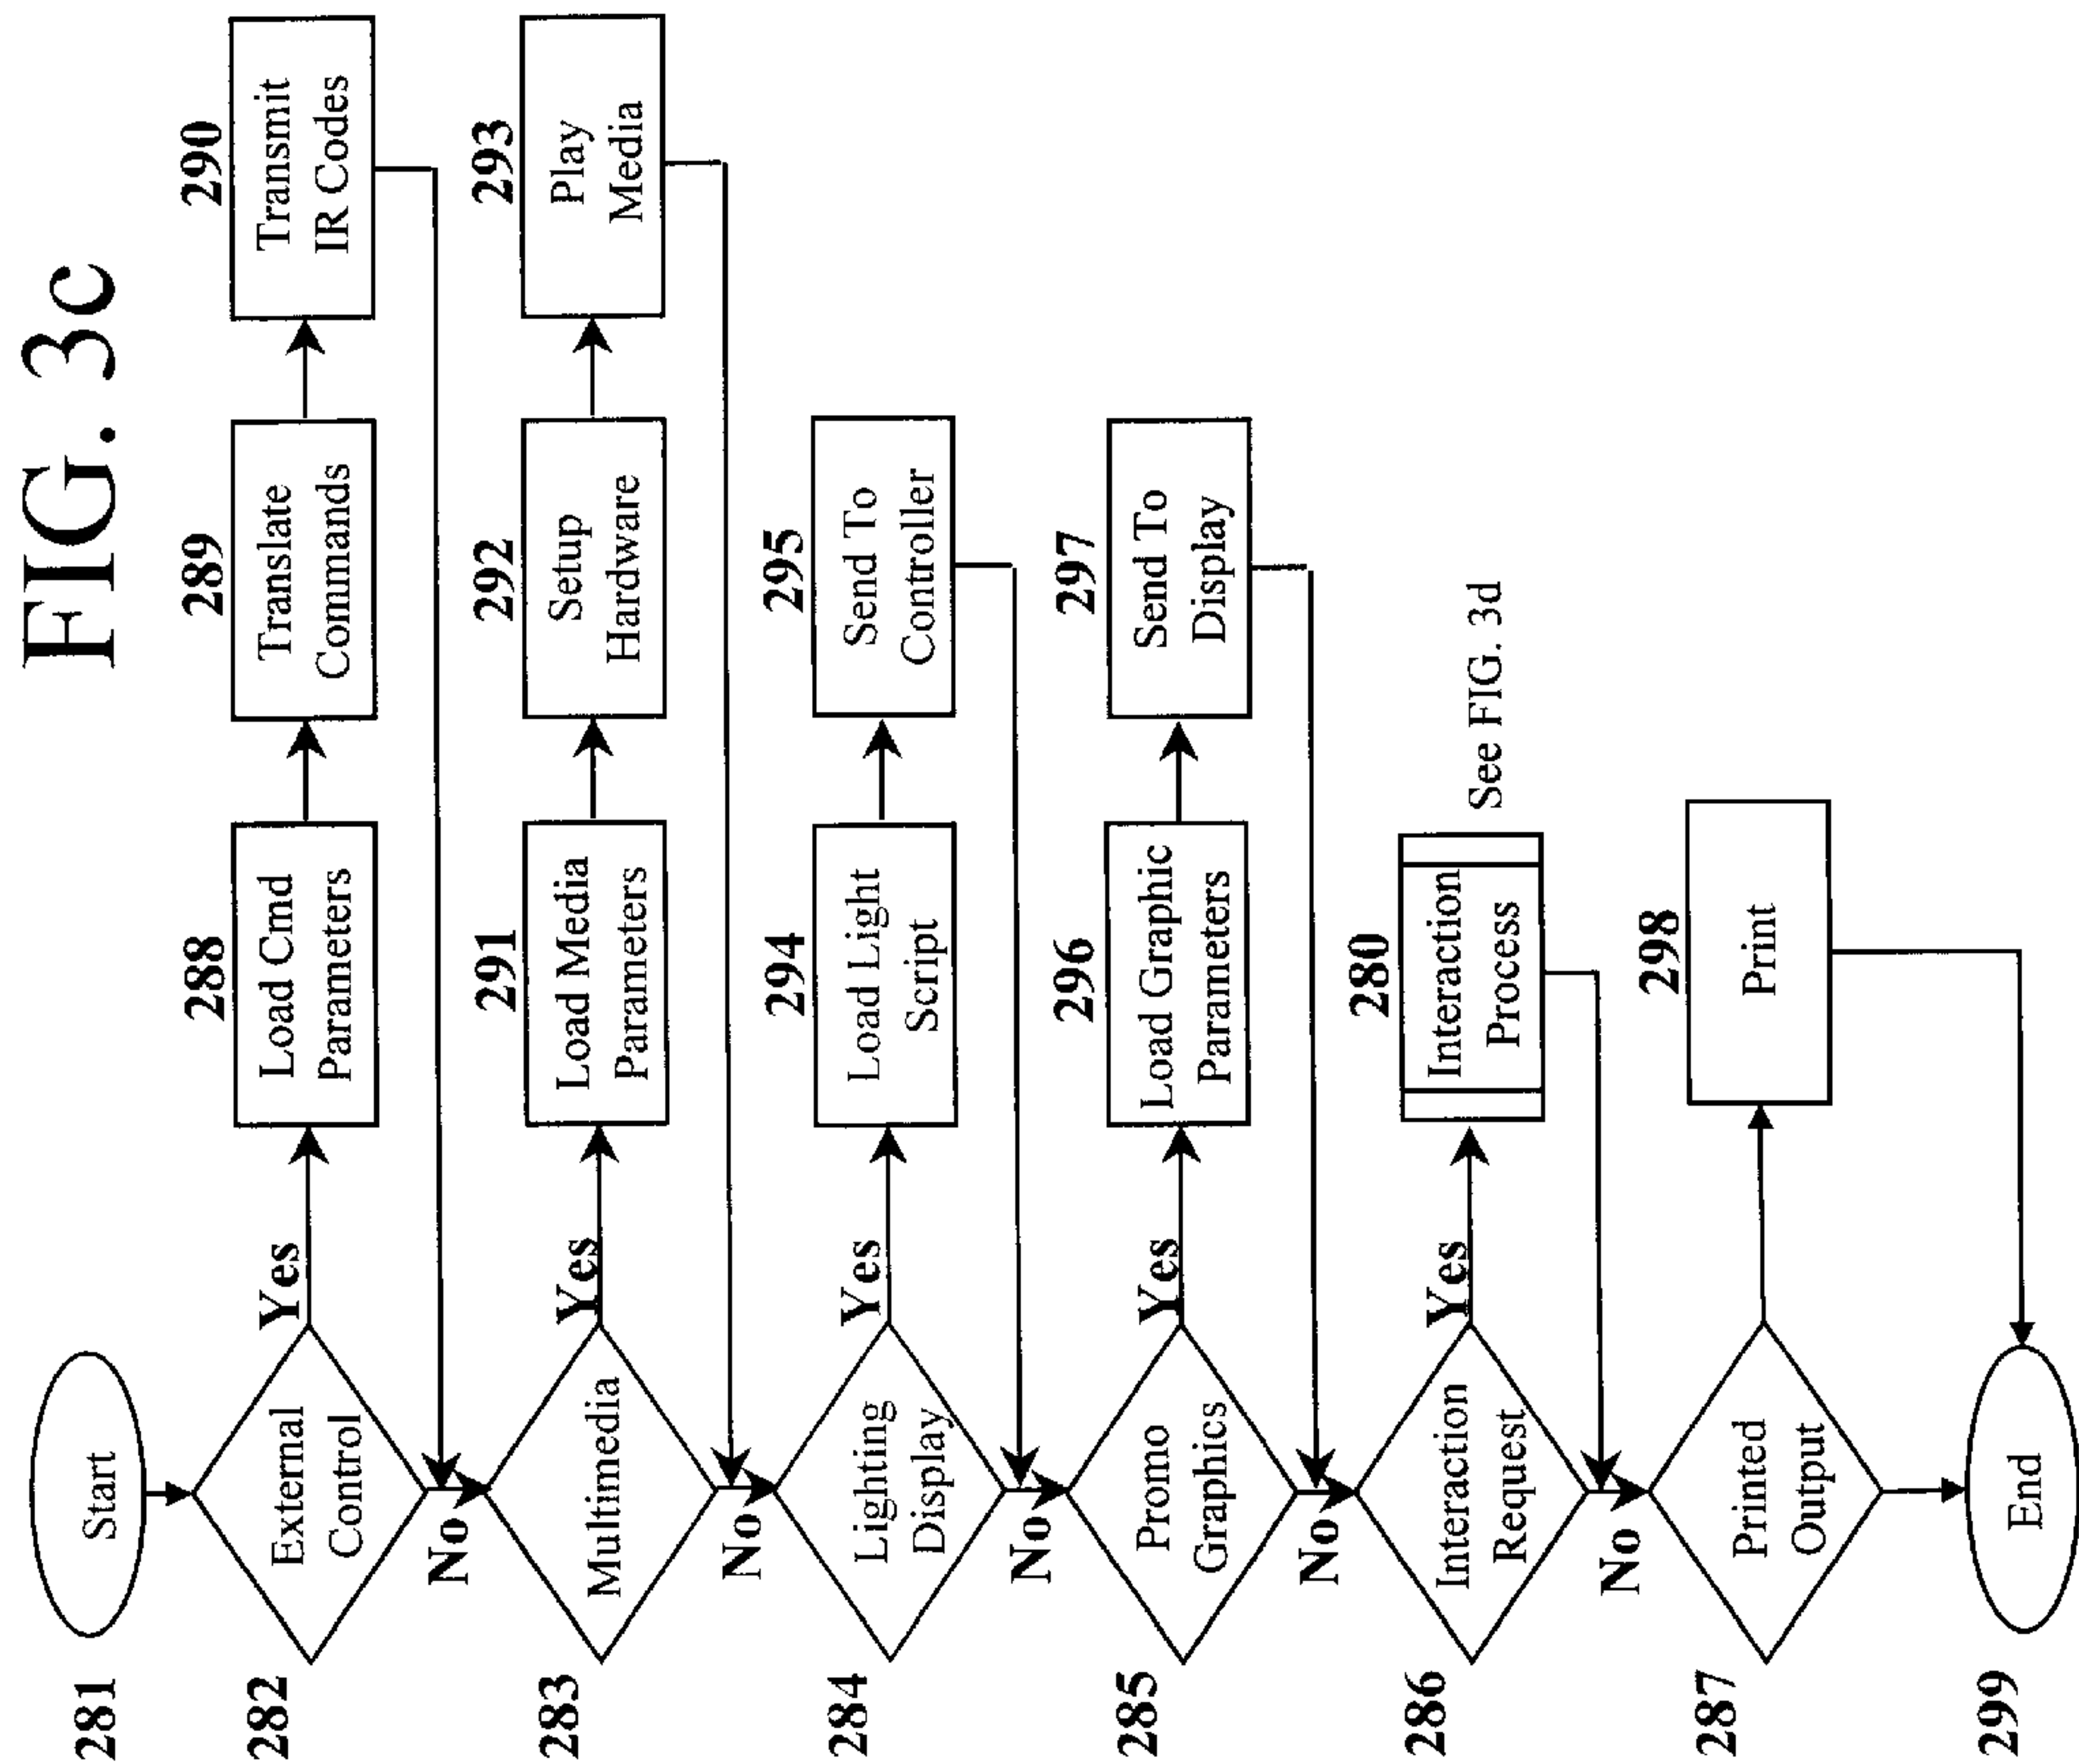 FIG. 3c
281
Start
282
External
Control
Yes
No
288
Load Cmd
Parameters
289
Translate
Commands
290
Transmit
IR Codes
283
Multimedia
Yes
No
291
Load Media
Parameters
292
Setup
Hardware
293
Play
Media
284
Lighting
Display
Yes
No
294
Load Light
Script
295
Send To
Controller
285
Promo
Graphics
Yes
No
296
Load Graphic
Parameters
297
Send To
Display
286
Interaction
Request
Yes
No
280
Interaction
Process
See FIG. 3d
287
Printed
Output
298
Print
299
End